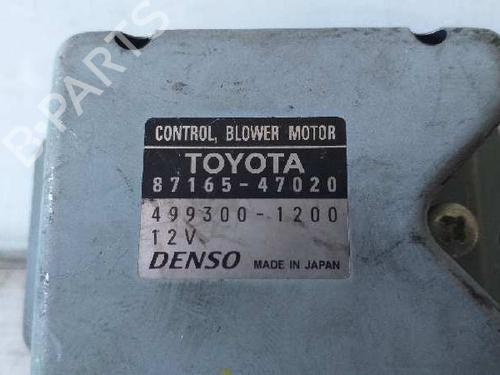 B-PARTS
CONTROL, BLOWER MOTOR
TOYOTA
87165-47020
499300-1200
12V
DENSO MADE IN JAPAN